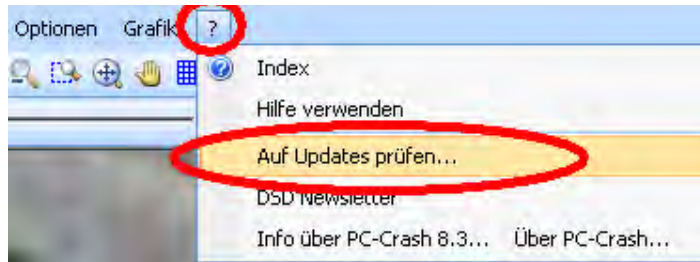 Optionen Grafik ?
Index
Hilfe verwenden
Auf Updates prüfen...
DSD Newsletter
Info über PC-Crash 8.3... Über PC-Crash...